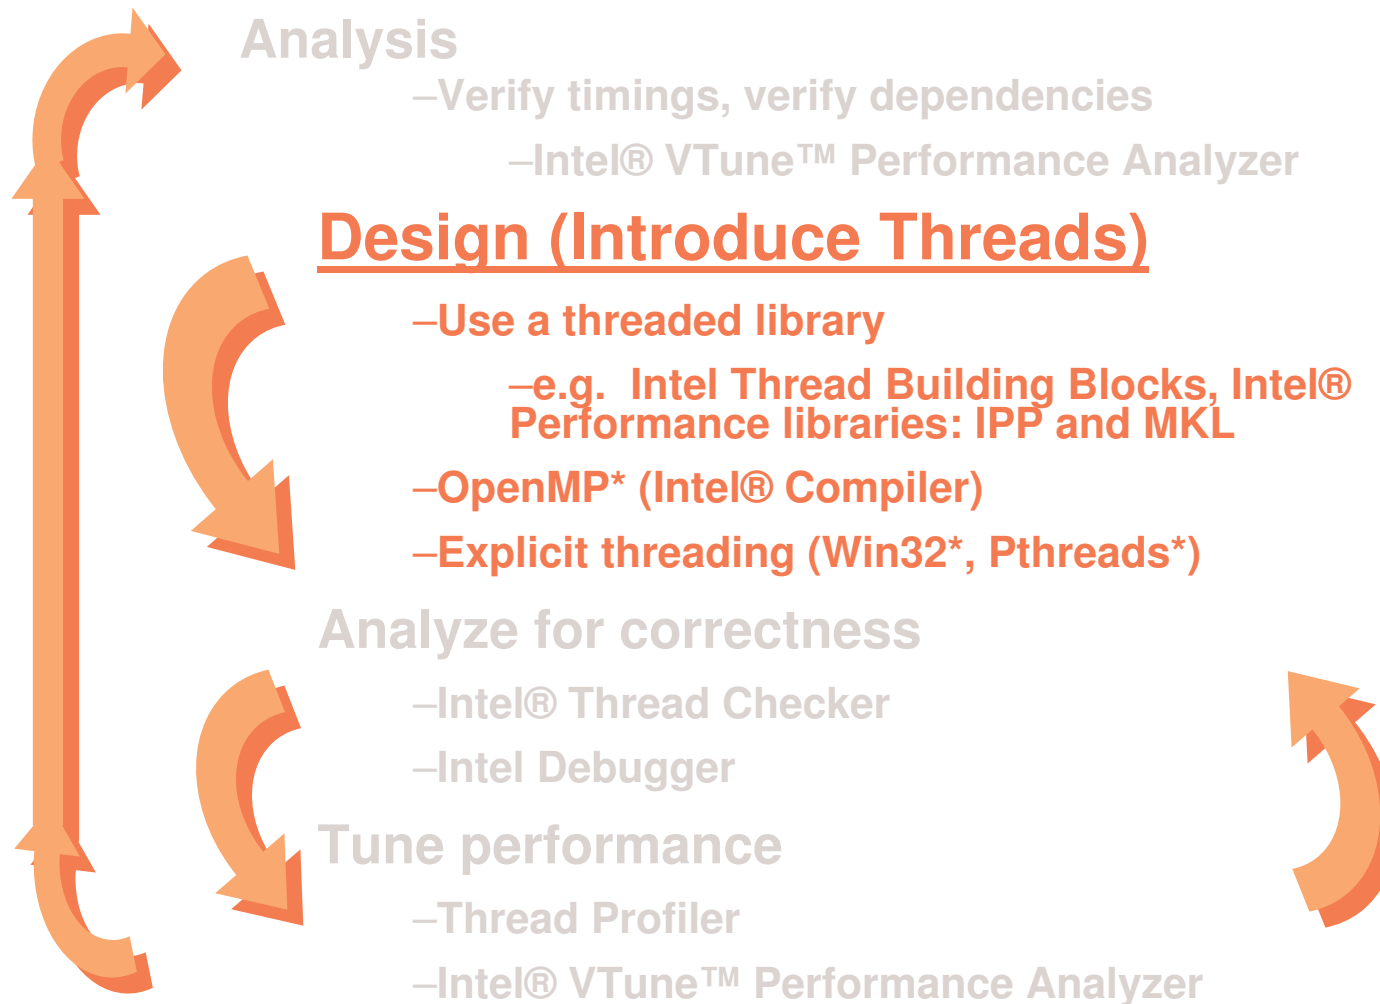 Analysis
–Verify timings, verify dependencies
–Intel® VTune™ Performance Analyzer
Design (Introduce Threads)
–Use a threaded library
–e.g. Intel Thread Building Blocks, Intel®
Performance libraries: IPP and MKL
–OpenMP* (Intel® Compiler)
–Explicit threading (Win32*, Pthreads*)
Analyze for correctness
–Intel® Thread Checker
–Intel Debugger
Tune performance
–Thread Profiler
–Intel® VTune™ Performance Analyzer